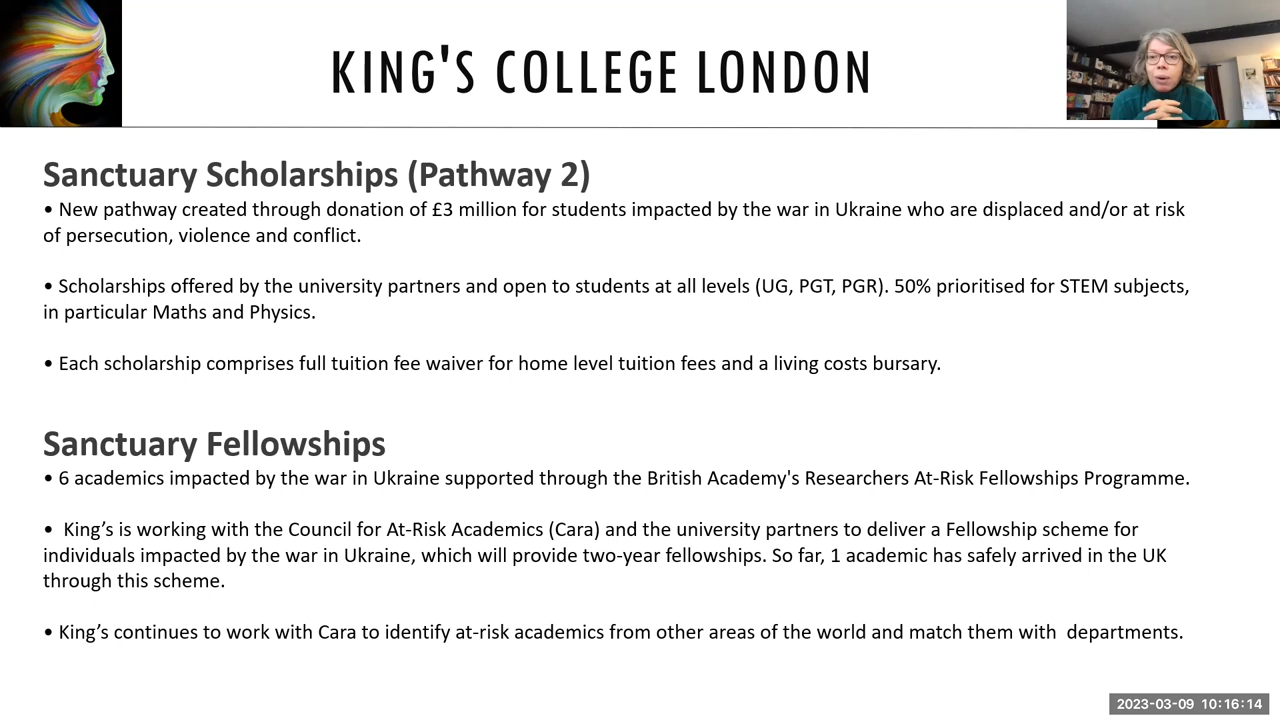 KING'S COLLEGE LONDON
Sanctuary Scholarships (Pathway 2)
• New pathway created through donation of £3 million for students impacted by the war in Ukraine who are displaced and/or at risk
of persecution, violence and conflict.
• Scholarships offered by the university partners and open to students at all levels (UG, PGT, PGR). 50% prioritised for STEM subjects,
in particular Maths and Physics.
• Each scholarship comprises full tuition fee waiver for home level tuition fees and a living costs bursary.
Sanctuary Fellowships
• 6 academics impacted by the war in Ukraine supported through the British Academy's Researchers At-Risk Fellowships Programme.
•  King’s is working with the Council for At-Risk Academics (Cara) and the university partners to deliver a Fellowship scheme for
individuals impacted by the war in Ukraine, which will provide two-year fellowships. So far, 1 academic has safely arrived in the UK
through this scheme.
• King’s continues to work with Cara to identify at-risk academics from other areas of the world and match them with  departments.
2023-03-09 10:16:14